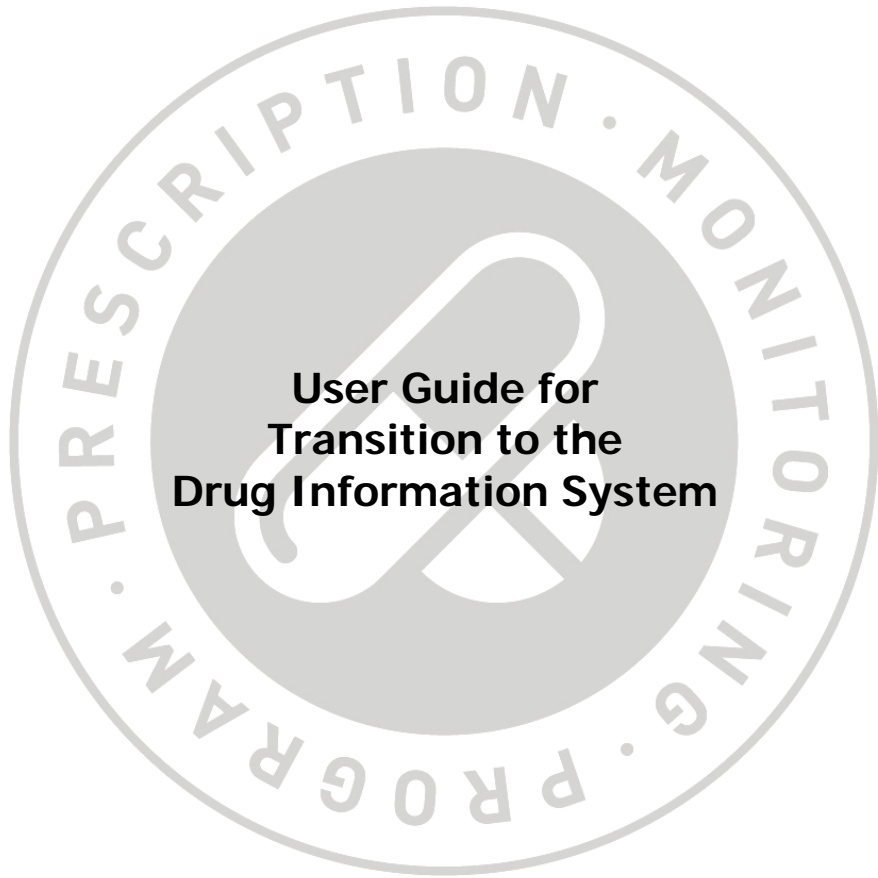 PRESCRIPTION · MONITORING · PROGRAM ·
User Guide for
Transition to the
Drug Information System